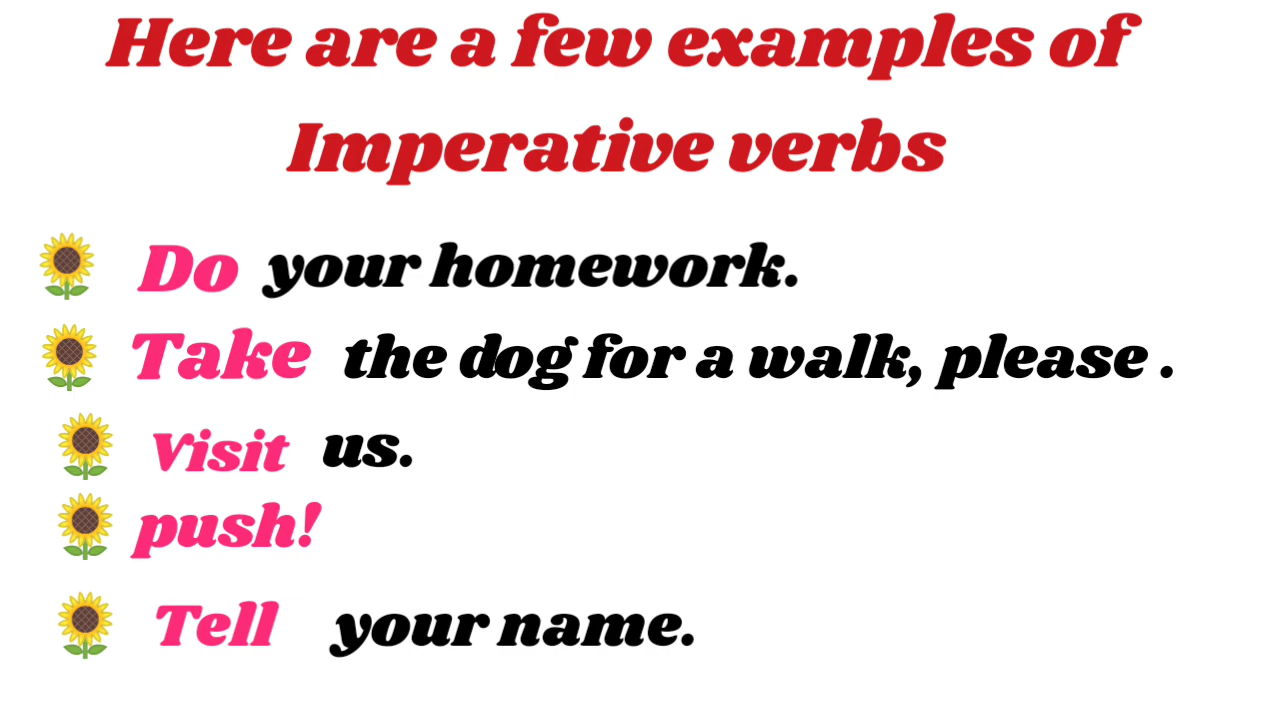 Here are a few examples of
Imperative verbs
Do your homework.
Take the dog for a walk, please .
Visit us.
push!
Tell your name.